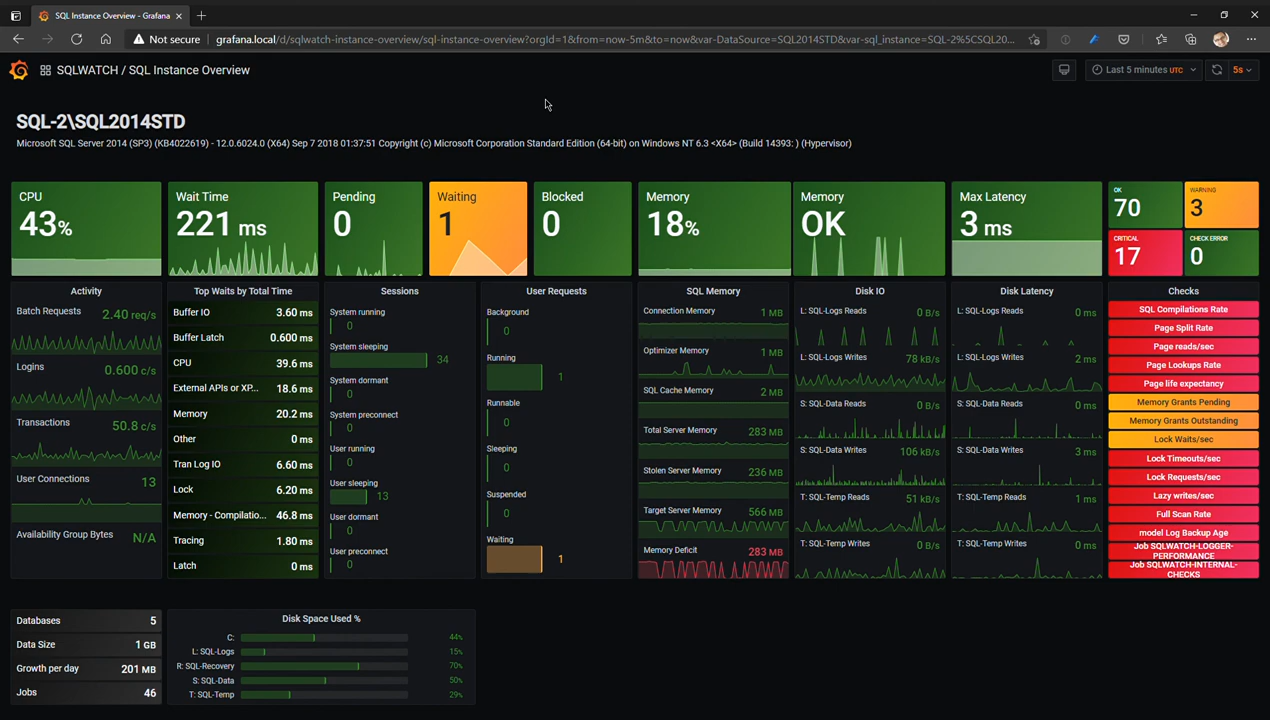 SQL Instance Overview - Grafana
Not secure
grafana.local/d/sqlwatch-instance-overview/sql-instance-overview?orgId=1&from=now-5m&to=now&var-DataSource=SQL2014STD&var-sql_instance=SQL-2%5CSQL20...
SQLWATCH / SQL Instance Overview
Last 5 minutes UTC
5s
SQL-2\SQL2014STD
Microsoft SQL Server 2014 (SP3) (KB4022619) - 12.0.6024.0 (X64) Sep 7 2018 01:37:51 Copyright (c) Microsoft Corporation Standard Edition (64-bit) on Windows NT 6.3 <X64> (Build 14393: ) (Hypervisor)
CPU
43%
Wait Time
221 ms
Pending
0
Waiting
1
Blocked
0
Memory
18%
Memory
OK
Max Latency
3 ms
OK
70
WARNING
3
CRITICAL
17
CHECK ERROR
0
Activity
Batch Requests 2.40 req/s
Logins 0.600 c/s
Transactions 50.8 c/s
User Connections 13
Availability Group Bytes N/A
Top Waits by Total Time
Buffer IO 3.60 ms
Buffer Latch 0.600 ms
CPU 39.6 ms
External APIs or XP... 18.6 ms
Memory 20.2 ms
Other 0 ms
Tran Log IO 6.60 ms
Lock 6.20 ms
Memory - Compilatio... 46.8 ms
Tracing 1.80 ms
Latch 0 ms
Sessions
System running
0
System sleeping
34
System dormant
0
System preconnect
0
User running
0
User sleeping
13
User dormant
0
User preconnect
0
User Requests
Background
0
Running
1
Runnable
0
Sleeping
0
Suspended
0
Waiting
1
SQL Memory
Connection Memory 1 MB
Optimizer Memory 1 MB
SQL Cache Memory 2 MB
Total Server Memory 283 MB
Stolen Server Memory 236 MB
Target Server Memory 566 MB
Memory Deficit 283 MB
Disk IO
L: SQL-Logs Reads 0 B/s
L: SQL-Logs Writes 78 kB/s
S: SQL-Data Reads 0 B/s
S: SQL-Data Writes 106 kB/s
T: SQL-Temp Reads 51 kB/s
T: SQL-Temp Writes 0 B/s
Disk Latency
L: SQL-Logs Reads 0 ms
L: SQL-Logs Writes 2 ms
S: SQL-Data Reads 0 ms
S: SQL-Data Writes 3 ms
T: SQL-Temp Reads 1 ms
T: SQL-Temp Writes 0 ms
Checks
SQL Compilations Rate
Page Split Rate
Page reads/sec
Page Lookups Rate
Page life expectancy
Memory Grants Pending
Memory Grants Outstanding
Lock Waits/sec
Lock Timeouts/sec
Lock Requests/sec
Lazy writes/sec
Full Scan Rate
model Log Backup Age
Job SQLWATCH-LOGGER-
PERFORMANCE
Job SQLWATCH-INTERNAL-
CHECKS
Databases 5
Data Size 1 GB
Growth per day 201 MB
Jobs 46
Disk Space Used %
C: 44%
L: SQL-Logs 15%
R: SQL-Recovery 70%
S: SQL-Data 50%
T: SQL-Temp 29%